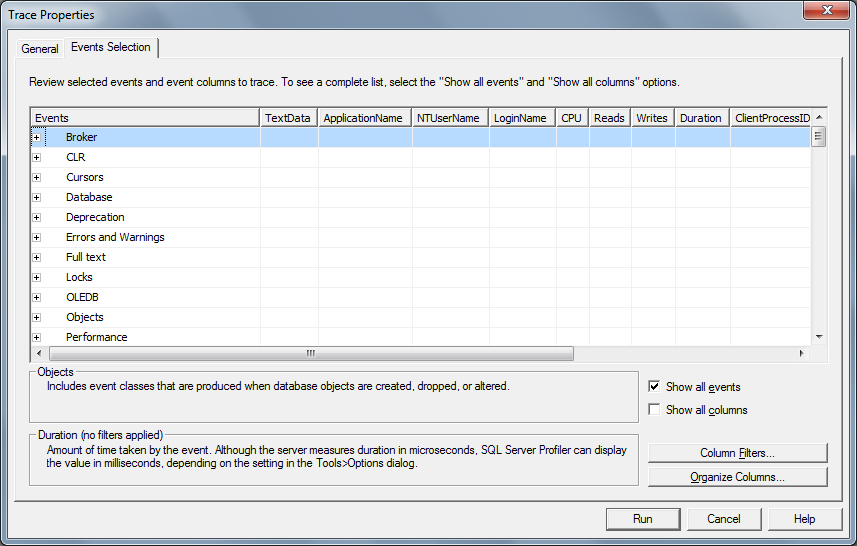 Trace Properties
General
Events Selection
Review selected events and event columns to trace. To see a complete list, select the "Show all events" and "Show all columns" options.
Events TextData ApplicationName NTUserName LoginName CPU Reads Writes Duration ClientProcessID
Broker
CLR
Cursors
Database
Deprecation
Errors and Warnings
Full text
Locks
OLEDB
Objects
Performance
Objects
Includes event classes that are produced when database objects are created, dropped, or altered.
Show all events
Show all columns
Duration (no filters applied)
Amount of time taken by the event. Although the server measures duration in microseconds, SQL Server Profiler can display
the value in milliseconds, depending on the setting in the Tools>Options dialog.
Column Filters...
Organize Columns...
Run
Cancel
Help